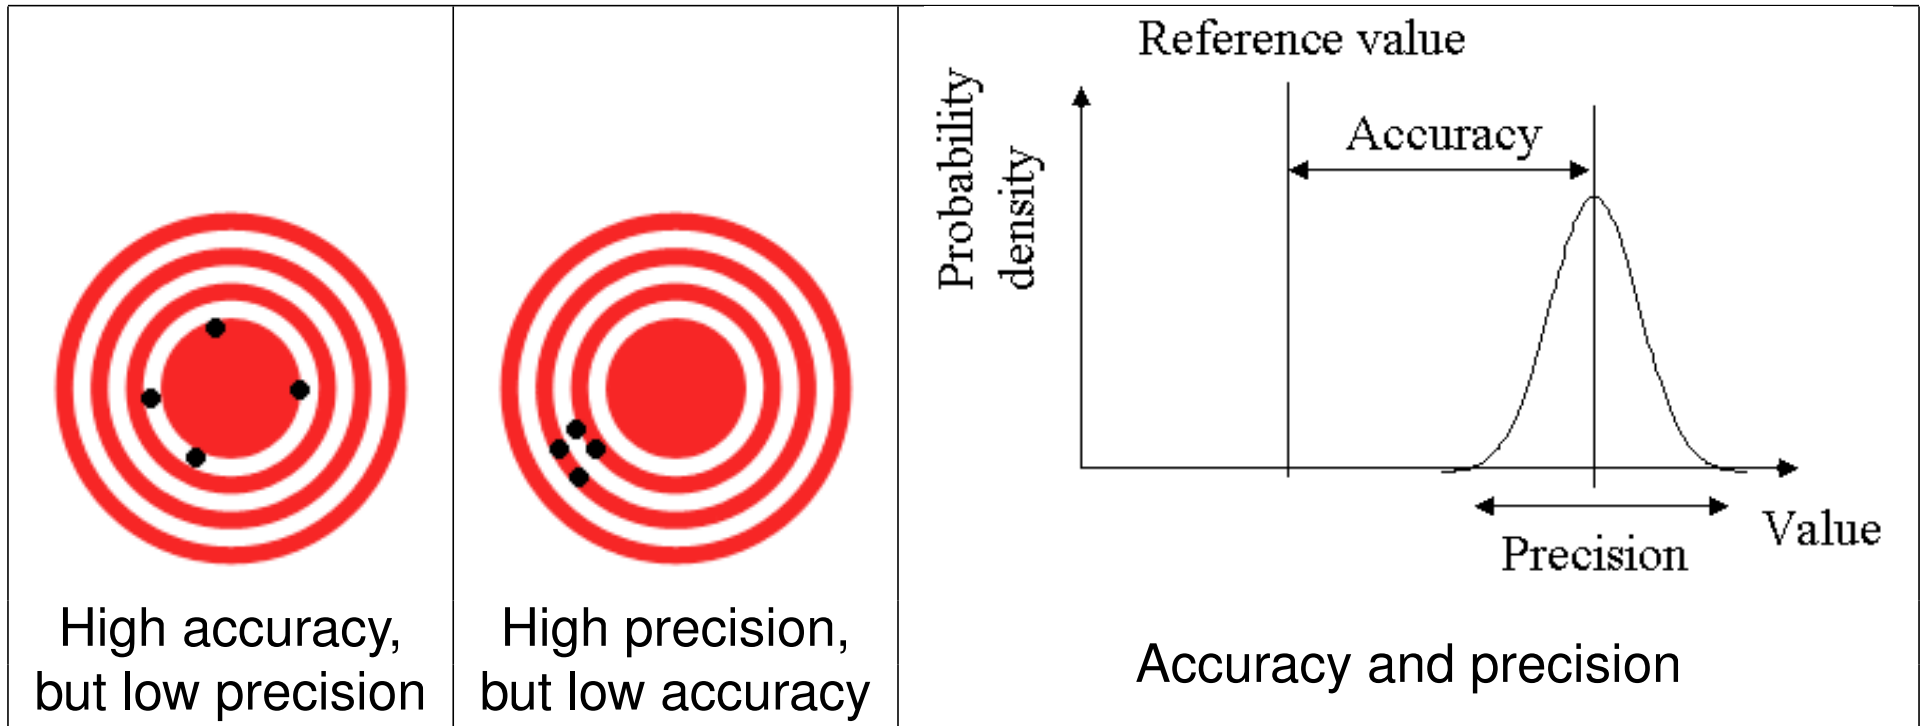 High accuracy,
but low precision
High precision,
but low accuracy
Reference value
Probability
density
Accuracy
Precision
Value
Accuracy and precision